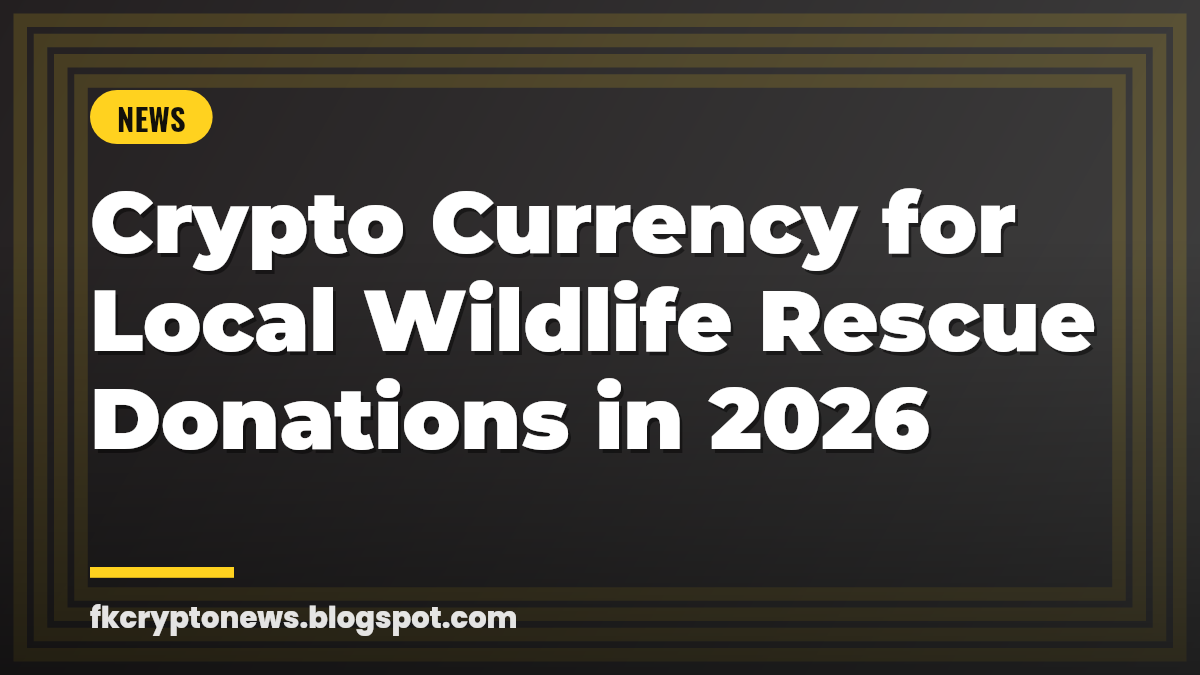 NEWS
Crypto Currency for
Local Wildlife Rescue
Donations in 2026
fkcryptonews.blogspot.com